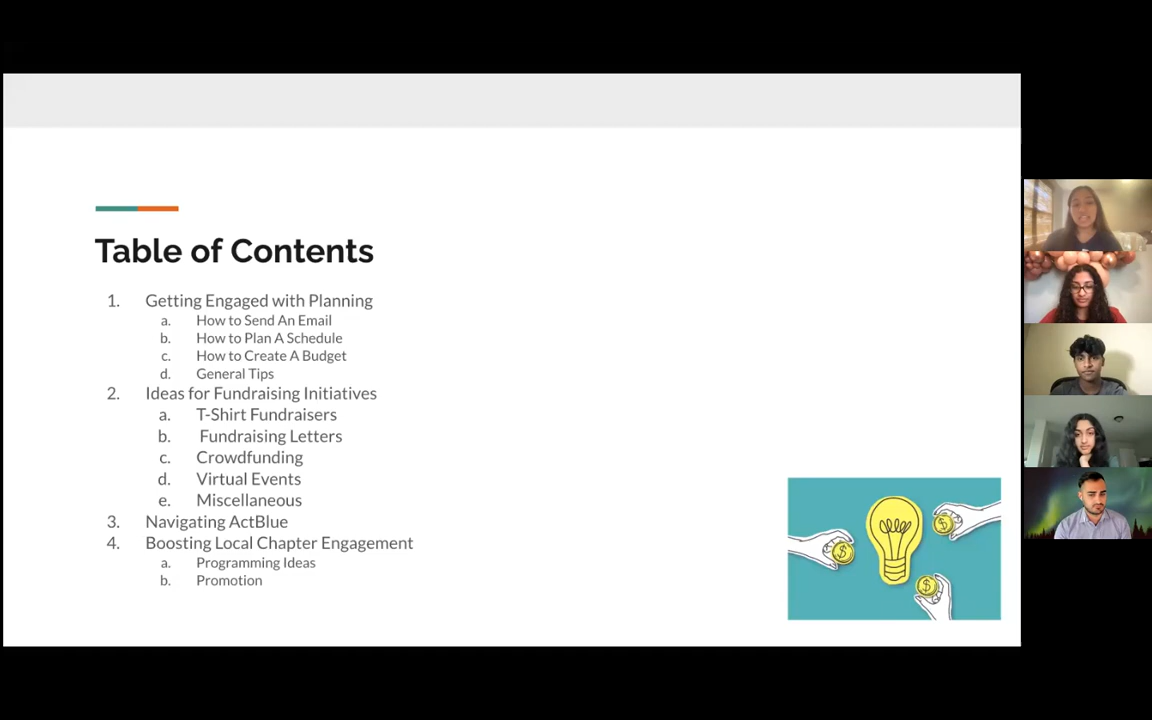 Table of Contents
1. Getting Engaged with Planning
a. How to Send An Email
b. How to Plan A Schedule
c. How to Create A Budget
d. General Tips
2. Ideas for Fundraising Initiatives
a. T-Shirt Fundraisers
b. Fundraising Letters
c. Crowdfunding
d. Virtual Events
e. Miscellaneous
3. Navigating ActBlue
4. Boosting Local Chapter Engagement
a. Programming Ideas
b. Promotion
$
$
$